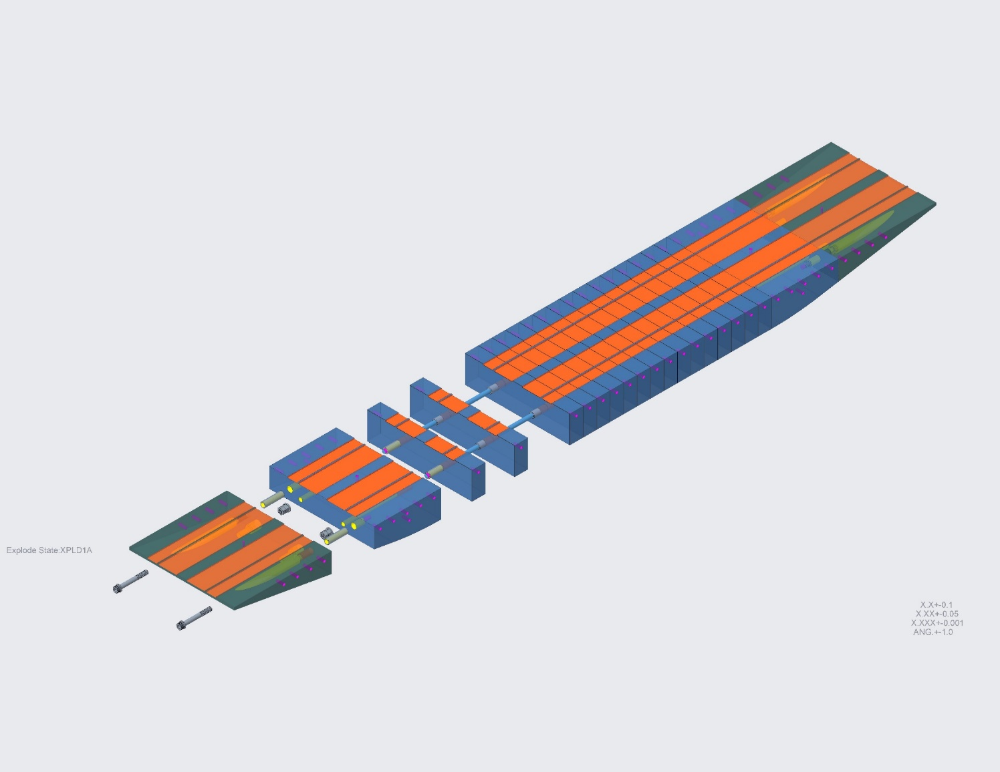 Explode State:XPLD1A
X.X+-0.1
X.XX+-0.05
X.XXX+-0.001
ANG.+-1.0